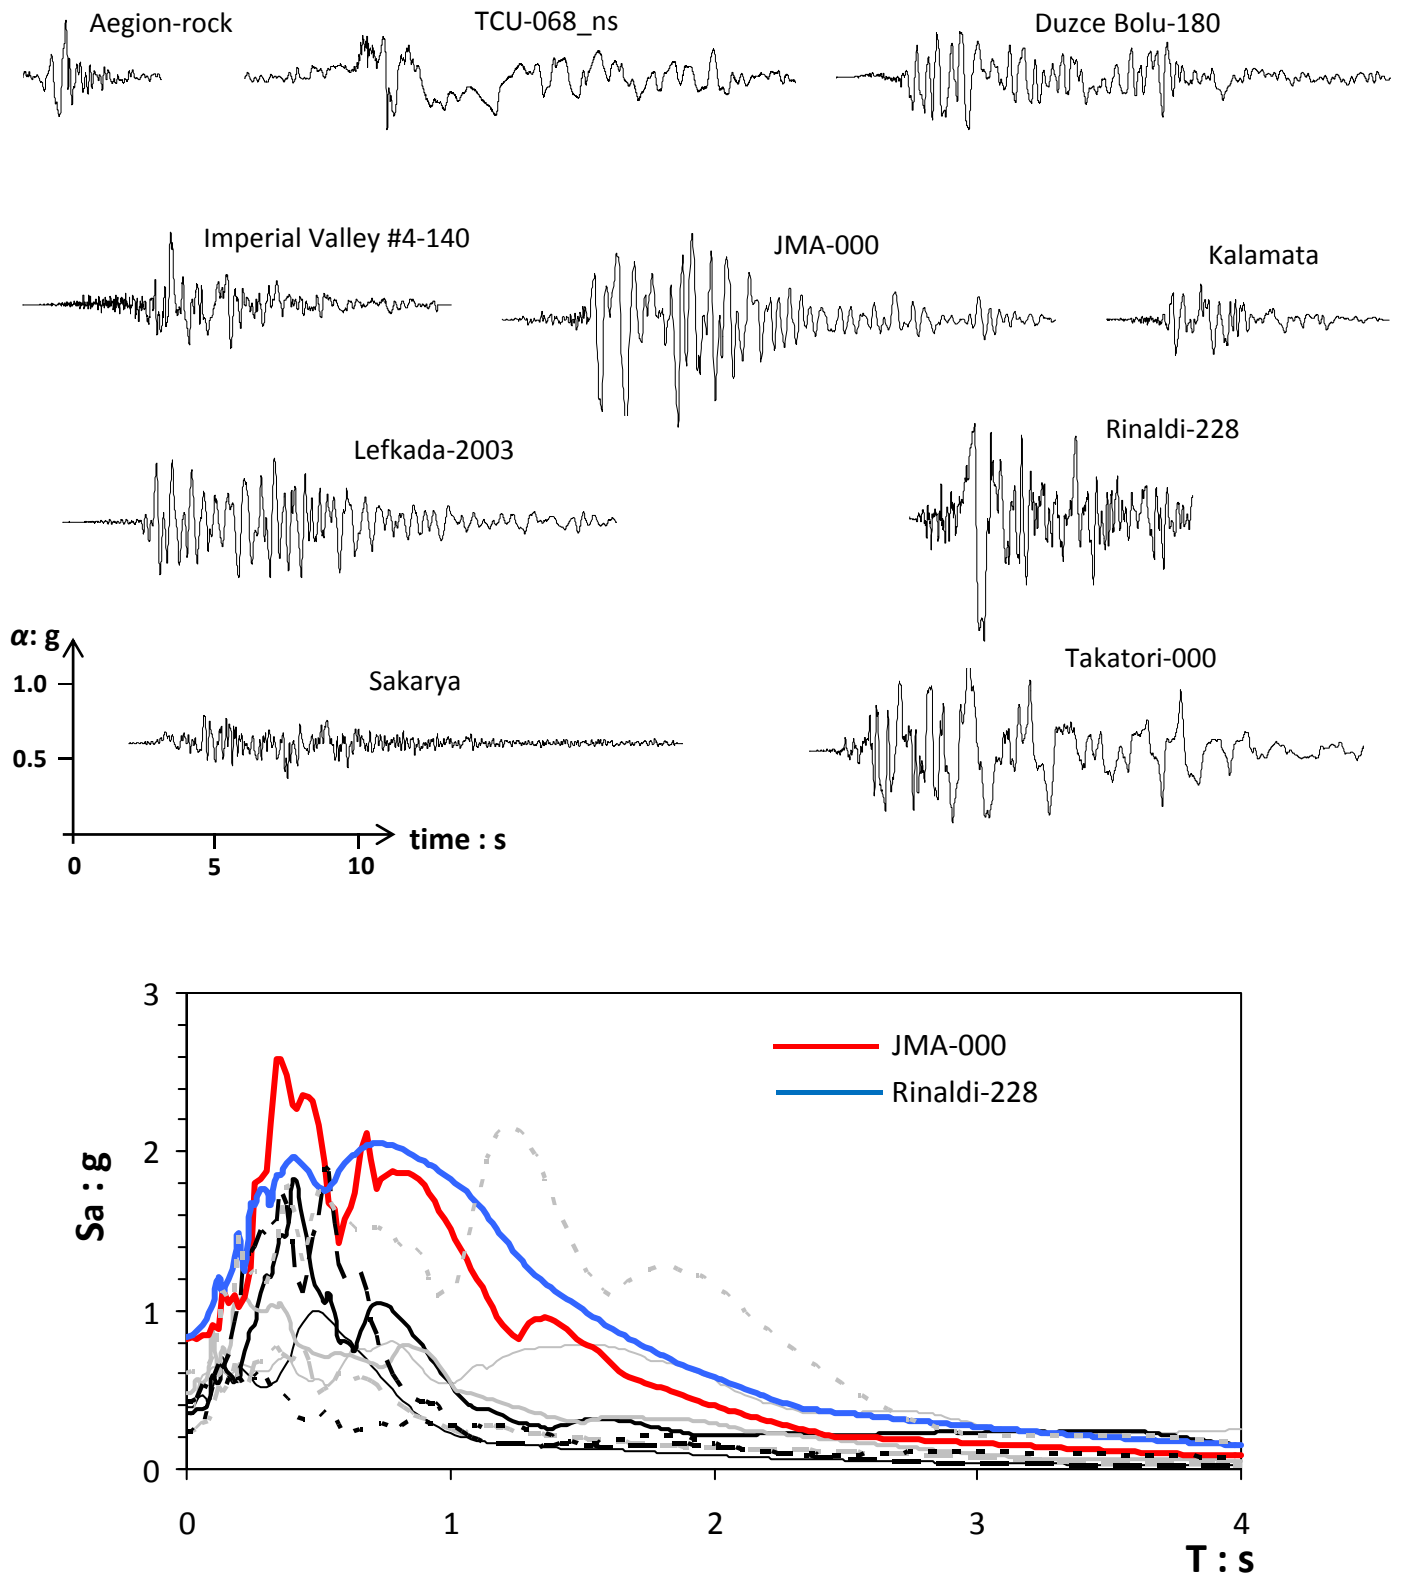 Aegion-rock
TCU-068_ns
Duzce Bolu-180
Imperial Valley #4-140
JMA-000
Kalamata
Lefkada-2003
Rinaldi-228
α: g
1.0
0.5
Sakarya
Takatori-000
time : s
0
5
10
3
2
1
0
Sa : g
JMA-000
Rinaldi-228
0
1
2
3
4
T : s